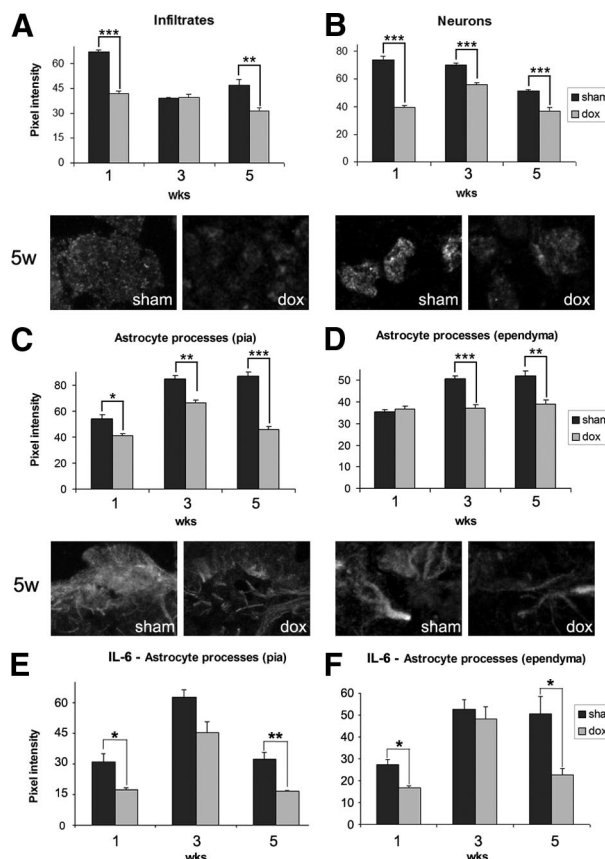 A
Infiltrates
Pixel intensity
75
60
45
30
15
0
***
**
1 3 5
wks
B
Neurons
80
60
40
20
0
***
***
***
1 3 5
wks
sham
dox
5w
sham
dox
sham
dox
C
Astrocyte processes (pia)
Pixel intensity
80
60
40
20
0
*
**
***
1 3 5
wks
D
Astrocyte processes (ependyma)
50
40
30
20
10
0
***
**
1 3 5
wks
sham
dox
5w
sham
dox
sham
dox
E
IL-6 - Astrocyte processes (pia)
Pixel intensity
60
45
30
15
*
**
1 3 5
wks
F
IL-6 - Astrocyte processes (ependyma)
60
50
40
30
20
10
0
*
*
1 3 5
wks
sham
dox